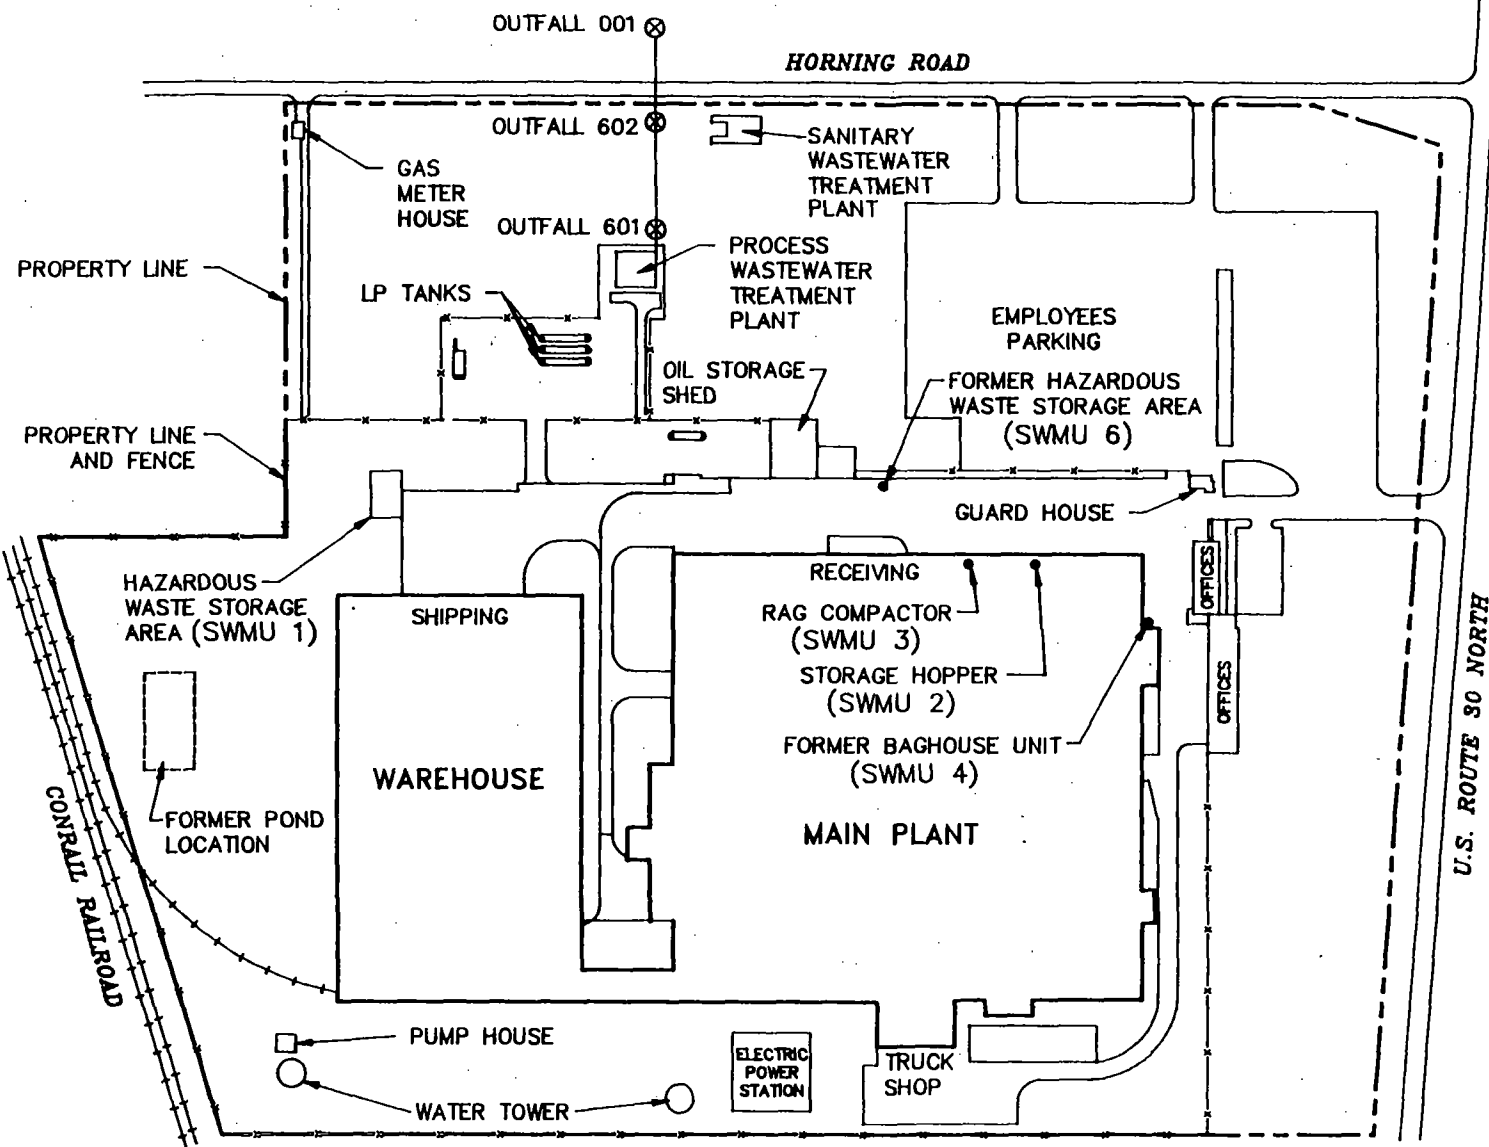 OUTFALL 001
HORNING ROAD
OUTFALL 602
SANITARY
WASTEWATER
TREATMENT
PLANT
GAS
METER
HOUSE
OUTFALL 601
PROCESS
WASTEWATER
TREATMENT
PLANT
PROPERTY LINE
LP TANKS
EMPLOYEES
PARKING
OIL STORAGE
SHED
FORMER HAZARDOUS
WASTE STORAGE AREA
(SWMU 6)
PROPERTY LINE
AND FENCE
GUARD HOUSE
HAZARDOUS
WASTE STORAGE
AREA (SWMU 1)
SHIPPING
RECEIVING
OFFICES
RAG COMPACTOR
(SWMU 3)
STORAGE HOPPER
(SWMU 2)
OFFICES
FORMER BAGHOUSE UNIT
(SWMU 4)
U.S. ROUTE 30 NORTH
WAREHOUSE
MAIN PLANT
FORMER POND
LOCATION
CONRAIL RAILROAD
PUMP HOUSE
ELECTRIC
POWER
STATION
TRUCK
SHOP
WATER TOWER